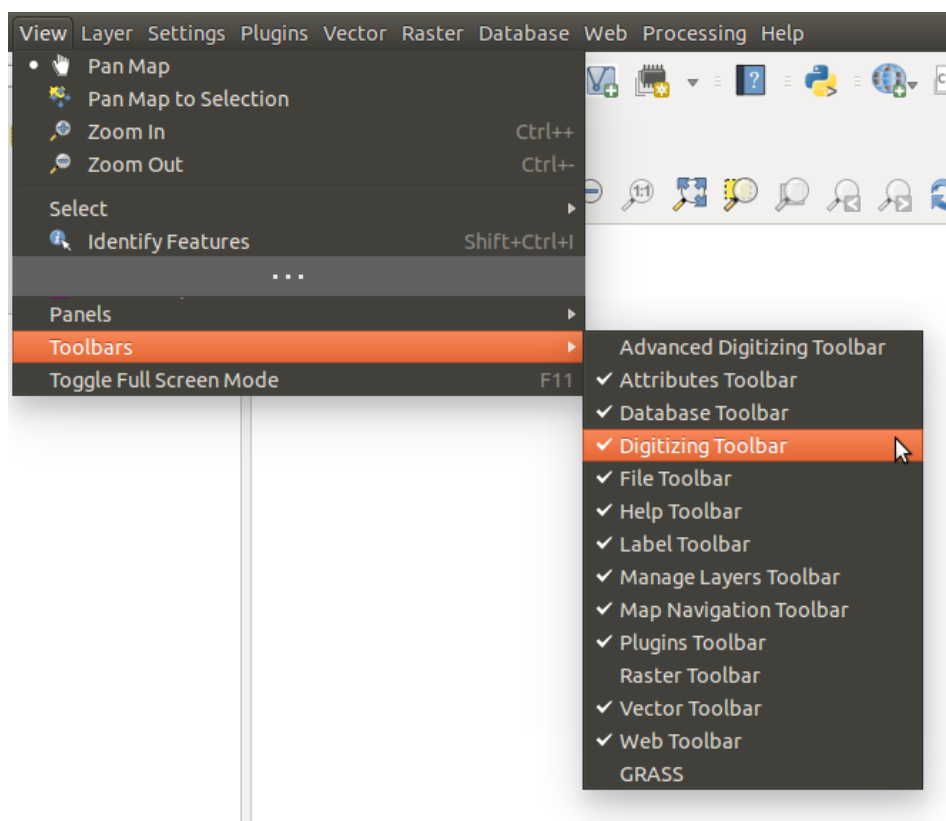 View Layer Settings Plugins Vector Raster Database Web Processing Help
Pan Map
Pan Map to Selection
Zoom In Ctrl++
Zoom Out Ctrl+-
1:1
Select
Identify Features Shift+Ctrl+I
...
Panels
Toolbars
Toggle Full Screen Mode F11
Advanced Digitizing Toolbar
Attributes Toolbar
Database Toolbar
Digitizing Toolbar
File Toolbar
Help Toolbar
Label Toolbar
Manage Layers Toolbar
Map Navigation Toolbar
Plugins Toolbar
Raster Toolbar
Vector Toolbar
Web Toolbar
GRASS